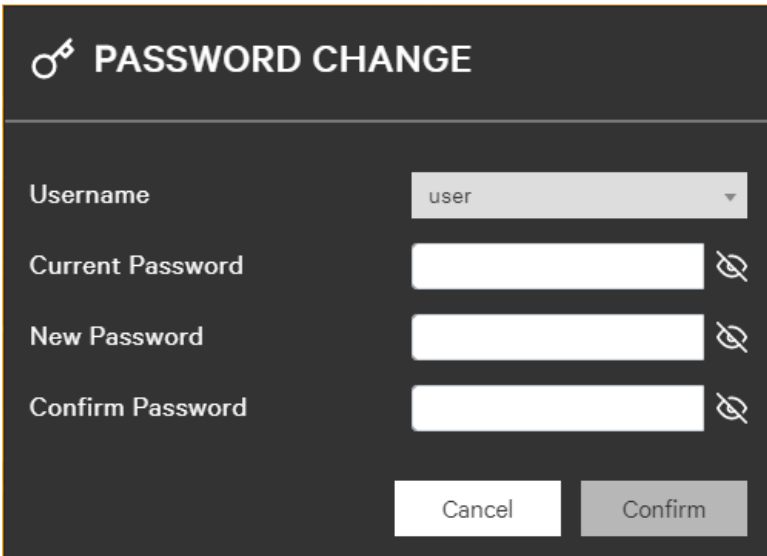 PASSWORD CHANGE
Username user
Current Password
New Password
Confirm Password
Cancel Confirm